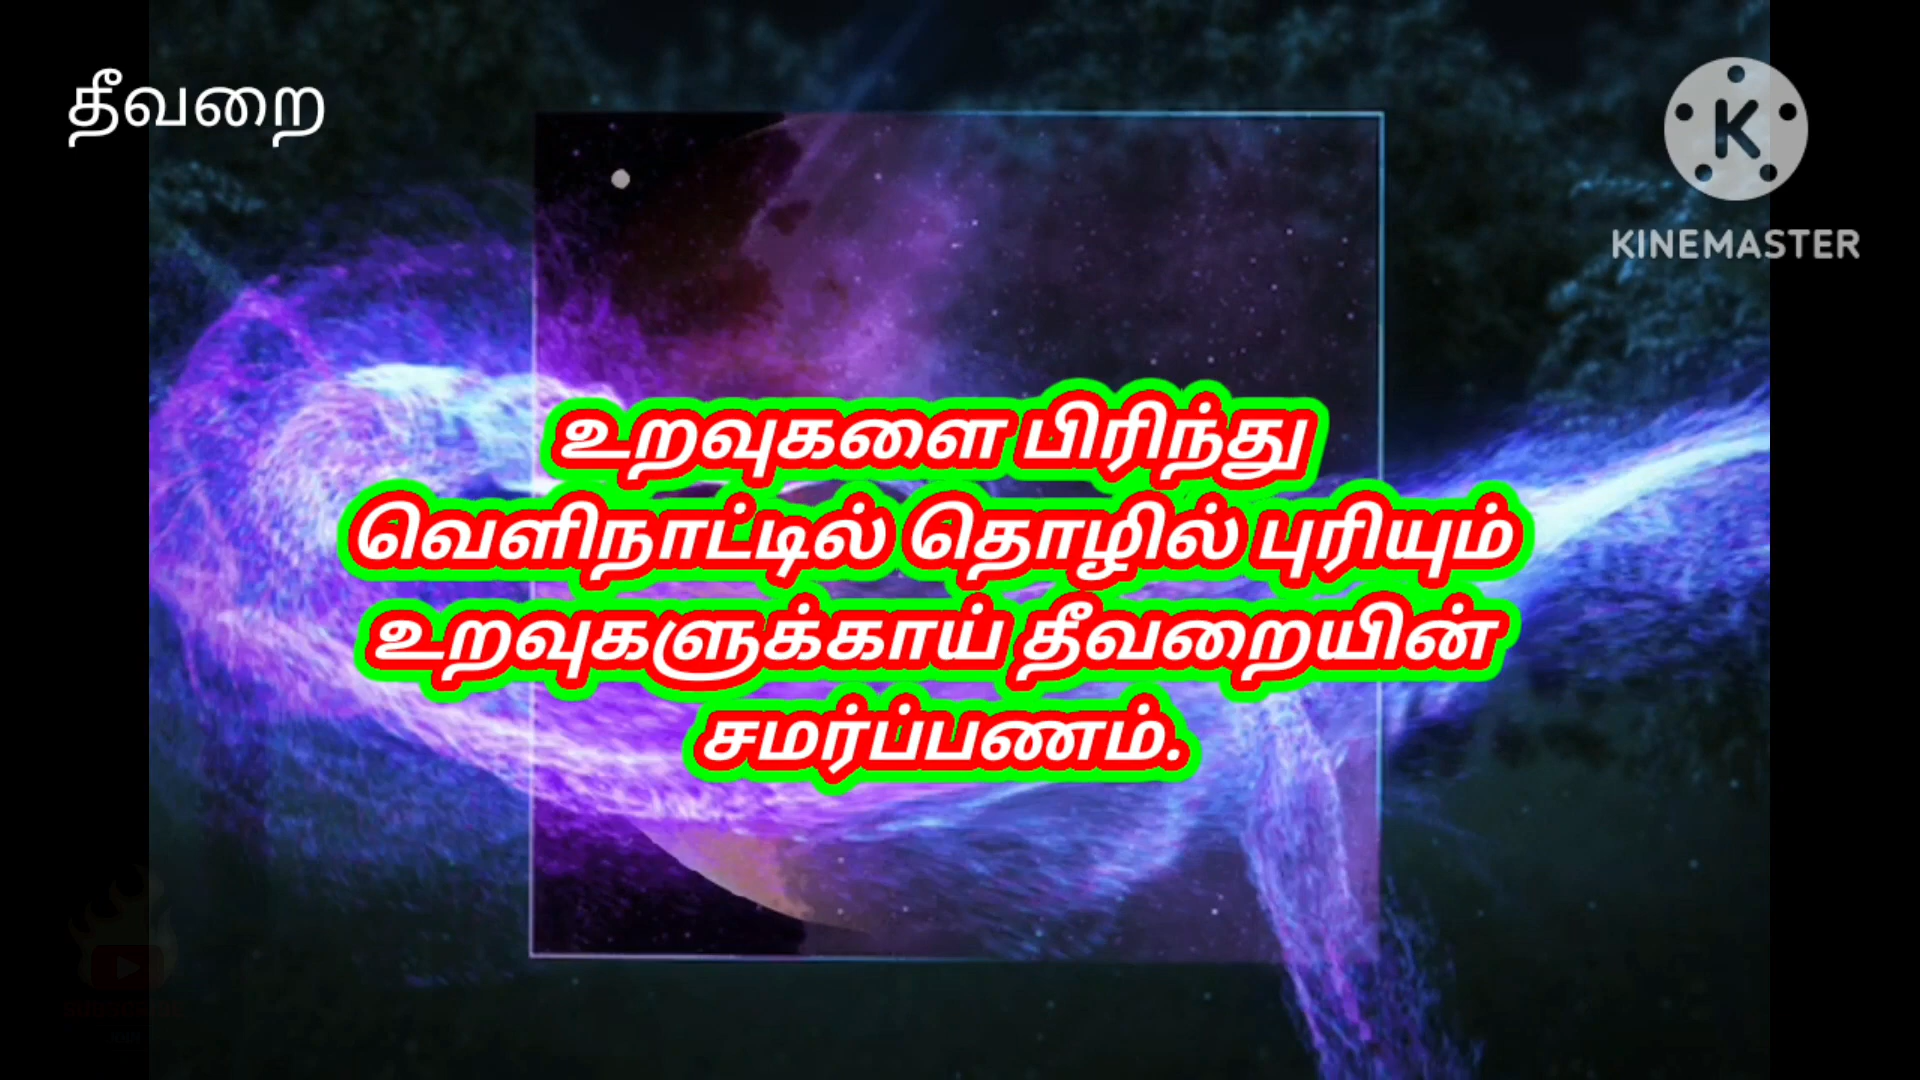 தீவறை
KINEMASTER
உறவுகளை பிரிந்து
வெளிநாட்டில் தொழில் புரியும்
உறவுகளுக்காய் தீவறையின்
சமர்ப்பணம்.